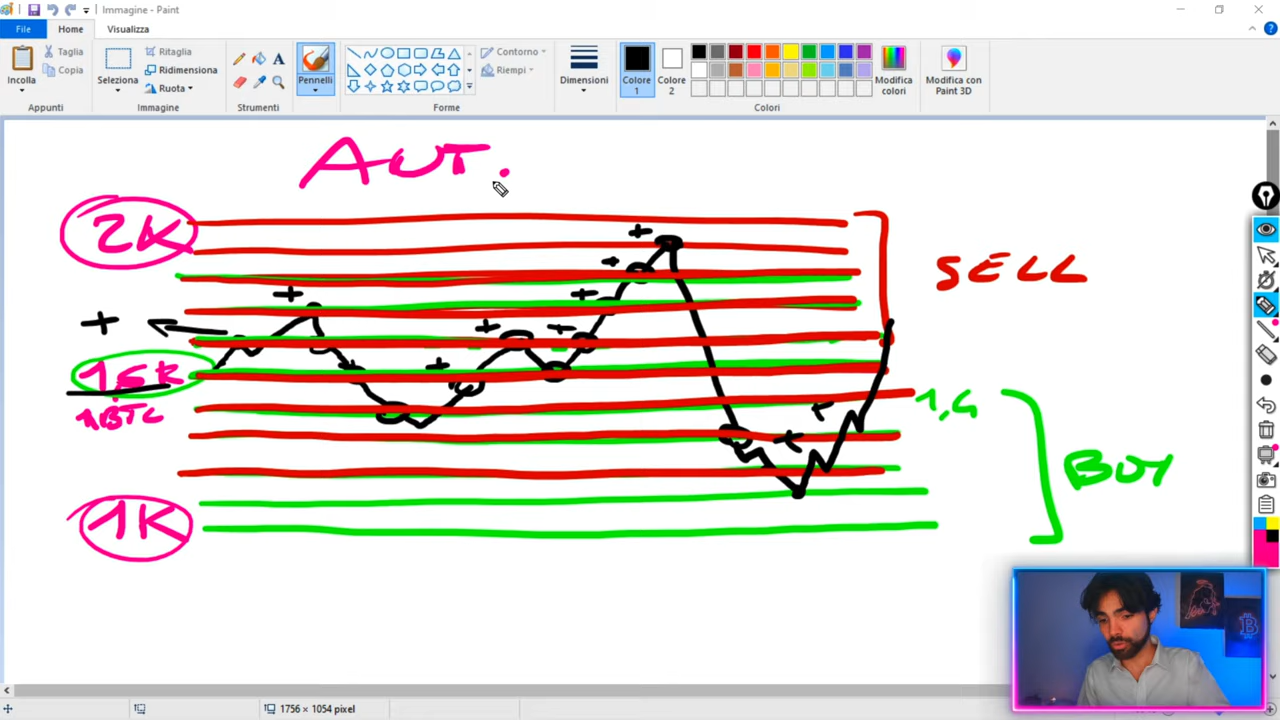 Immagine - Paint
File
Home
Visualizza
Incolla
Taglia
Copia
Appunti
Seleziona
Ritaglia
Ridimensiona
Ruota
Immagine
Strumenti
Pennelli
Forme
Contorno
Riempi
Dimensioni
Colore 1
Colore 2
Modifica colori
Colori
Modifica con Paint 3D
AUT.
2K
SELL
1,5K
1BTC
BUY
1K
1756 × 1054 pixel